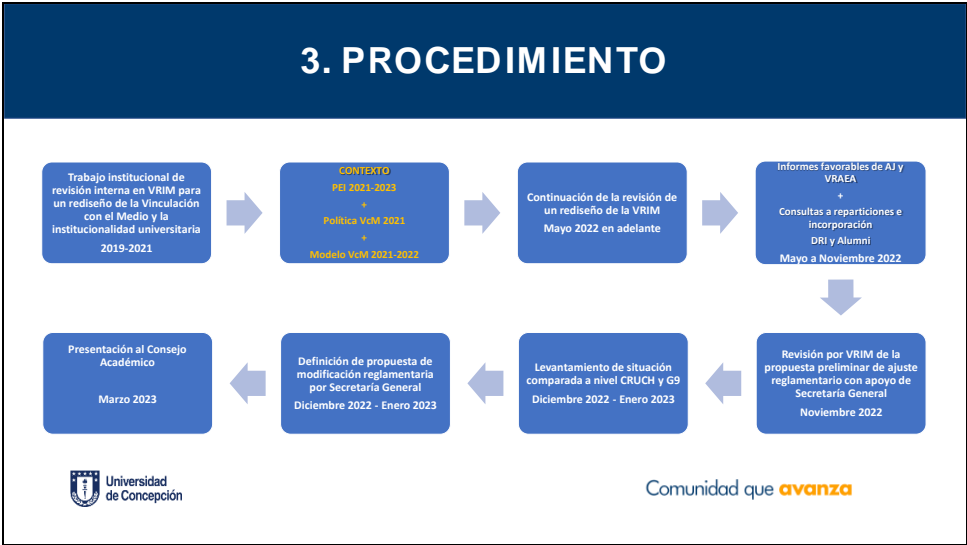 3. PROCEDIMIENTO
Trabajo institucional de
revisión interna en VRIM para
un rediseño de la Vinculación
con el Medio y la
institucionalidad universitaria
2019-2021
CONTEXTO
PEI 2021-2023
+
Política VcM 2021
+
Modelo VcM 2021-2022
Continuación de la revisión de
un rediseño de la VRIM
Mayo 2022 en adelante
Informes favorables de AJ y
VRAEA
+
Consultas a reparticiones e
incorporación
DRI y Alumni
Mayo a Noviembre 2022
Revisión por VRIM de la
propuesta preliminar de ajuste
reglamentario con apoyo de
Secretaría General
Noviembre 2022
Levantamiento de situación
comparada a nivel CRUCH y G9
Diciembre 2022 - Enero 2023
Definición de propuesta de
modificación reglamentaria
por Secretaría General
Diciembre 2022 - Enero 2023
Presentación al Consejo
Académico
Marzo 2023
Universidad
de Concepción
Comunidad que avanza